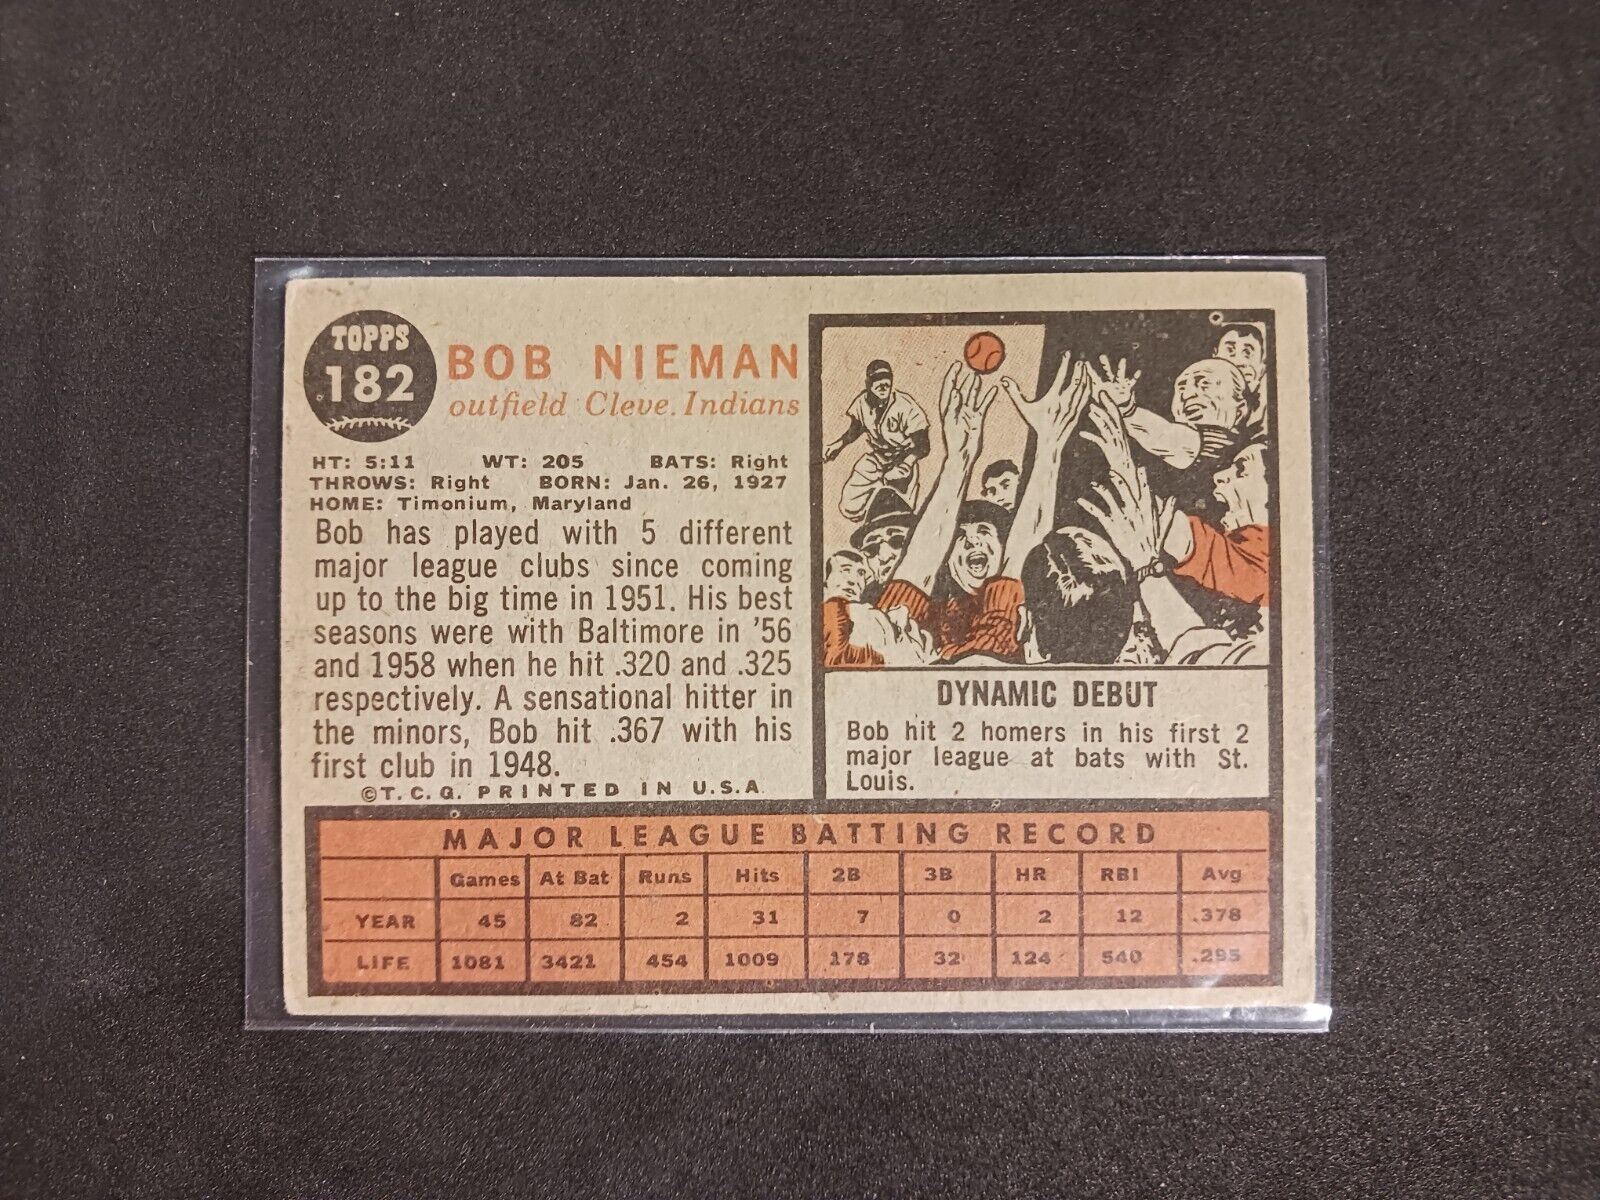 TOPPS
182
BOB NIEMAN
outfield Cleve. Indians
HT: 5:11 WT: 205 BATS: Right
THROWS: Right BORN: Jan. 26, 1927
HOME: Timonium, Maryland
Bob has played with 5 different
major league clubs since coming
up to the big time in 1951. His best
seasons were with Baltimore in '56
and 1958 when he hit .320 and .325
respectively. A sensational hitter in
the minors, Bob hit .367 with his
first club in 1948.
©T.C.G. PRINTED IN U.S.A.
DYNAMIC DEBUT
Bob hit 2 homers in his first 2
major league at bats with St.
Louis.
MAJOR LEAGUE BATTING RECORD
Games At Bat Runs Hits 2B 3B HR RBI Avg
YEAR 45 82 2 31 7 0 2 12 .378
LIFE 1081 3421 454 1009 178 32 124 540 .295